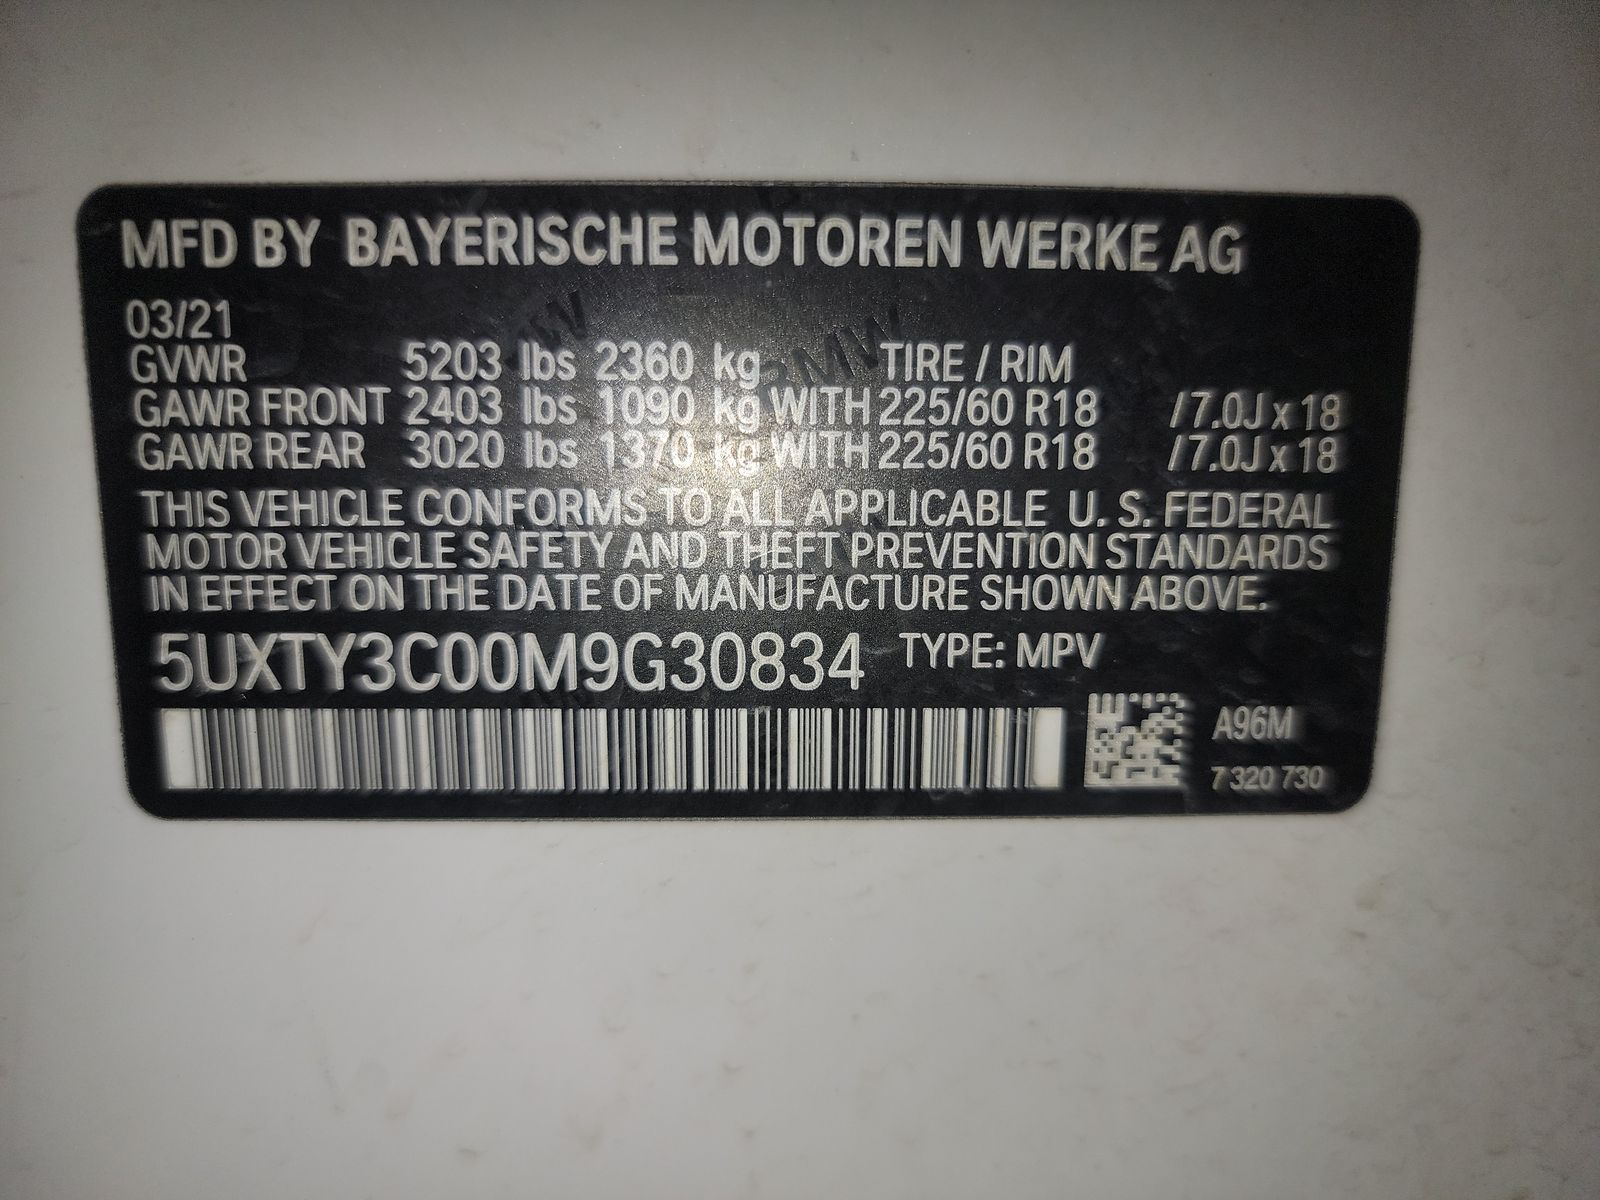 MFD BY BAYERISCHE MOTOREN WERKE AG
03/21
GVWR 5203 lbs 2360 kg TIRE / RIM
GAWR FRONT 2403 lbs 1090 kg WITH 225/60 R18 /7.0J x 18
GAWR REAR 3020 lbs 1370 kg WITH 225/60 R18 /7.0J x 18
THIS VEHICLE CONFORMS TO ALL APPLICABLE U. S. FEDERAL
MOTOR VEHICLE SAFETY AND THEFT PREVENTION STANDARDS
IN EFFECT ON THE DATE OF MANUFACTURE SHOWN ABOVE.
5UXTY3C00M9G30834 TYPE: MPV
A96M
7 320 730